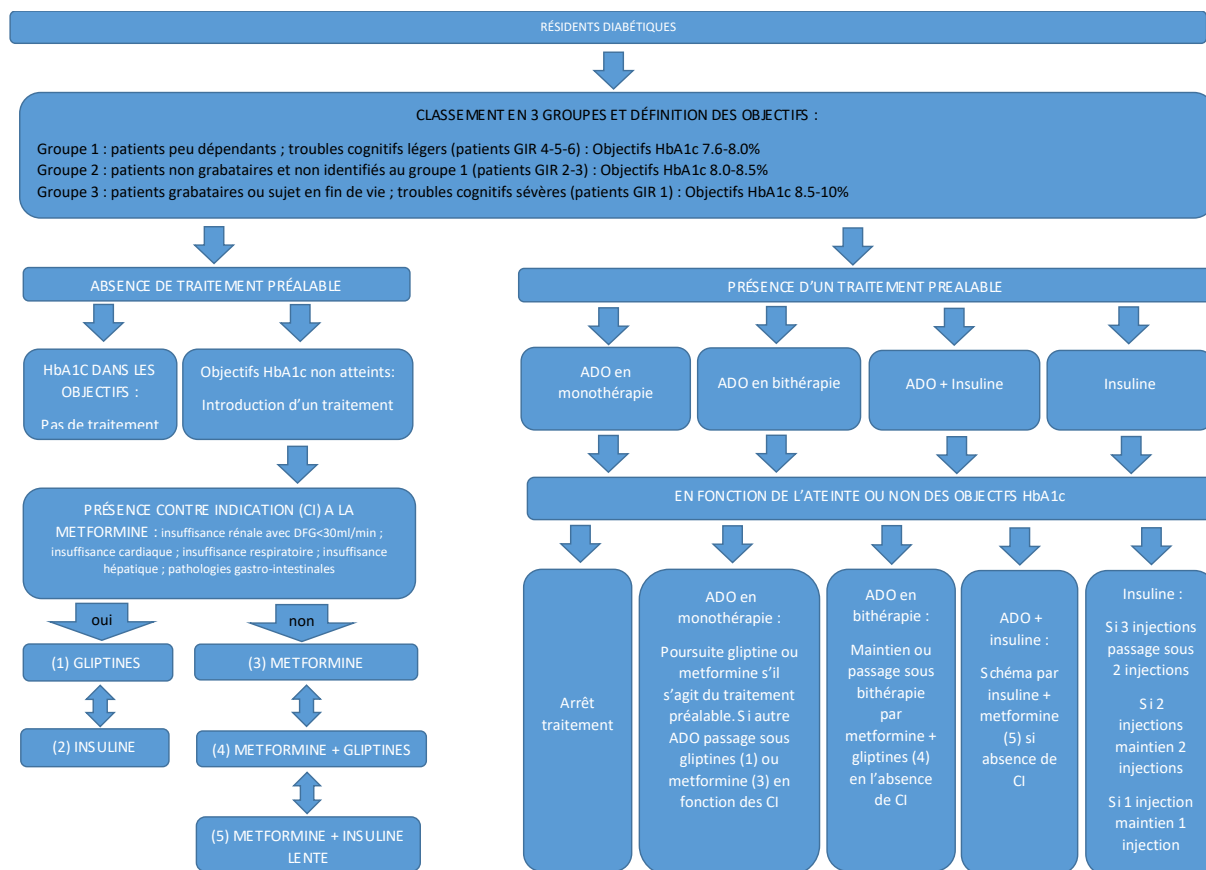 RÉSIDENTS DIABÉTIQUES
CLASSEMENT EN 3 GROUPES ET DÉFINITION DES OBJECTIFS :
Groupe 1 : patients peu dépendants ; troubles cognitifs légers (patients GIR 4-5-6) : Objectifs HbA1c 7.6-8.0%
Groupe 2 : patients non grabataires et non identifiés au groupe 1 (patients GIR 2-3) : Objectifs HbA1c 8.0-8.5%
Groupe 3 : patients grabataires ou sujet en fin de vie ; troubles cognitifs sévères (patients GIR 1) : Objectifs HbA1c 8.5-10%
ABSENCE DE TRAITEMENT PRÉALABLE
HbA1C DANS LES
OBJECTIFS :
Pas de traitement
Objectifs HbA1c non atteints:
Introduction d'un traitement
PRÉSENCE CONTRE INDICATION (CI) A LA
METFORMINE : insuffisance rénale avec DFG<30ml/min ;
insuffisance cardiaque ; insuffisance respiratoire ; insuffisance
hépatique ; pathologies gastro-intestinales
oui
non
(1) GLIPTINES
(3) METFORMINE
(2) INSULINE
(4) METFORMINE + GLIPTINES
(5) METFORMINE + INSULINE
LENTE
PRÉSENCE D'UN TRAITEMENT PREALABLE
ADO en
monothérapie
ADO en bithérapie
ADO + Insuline
Insuline
EN FONCTION DE L'ATEINTE OU NON DES OBJECTFS HbA1c
Arrêt
traitement
ADO en
monothérapie :
Poursuite gliptine ou
metformine s'il
s'agit du traitement
préalable. Si autre
ADO passage sous
gliptines (1) ou
metformine (3) en
fonction des CI
ADO en
bithérapie :
Maintien ou
passage sous
bithérapie
par
metformine +
gliptines (4)
en l'absence
de CI
ADO +
insuline :
Schéma par
insuline +
metformine
(5) si
absence de
CI
Insuline :
Si 3 injections
passage sous
2 injections
Si 2
injections
maintien 2
injections
Si 1 injection
maintien 1
injection